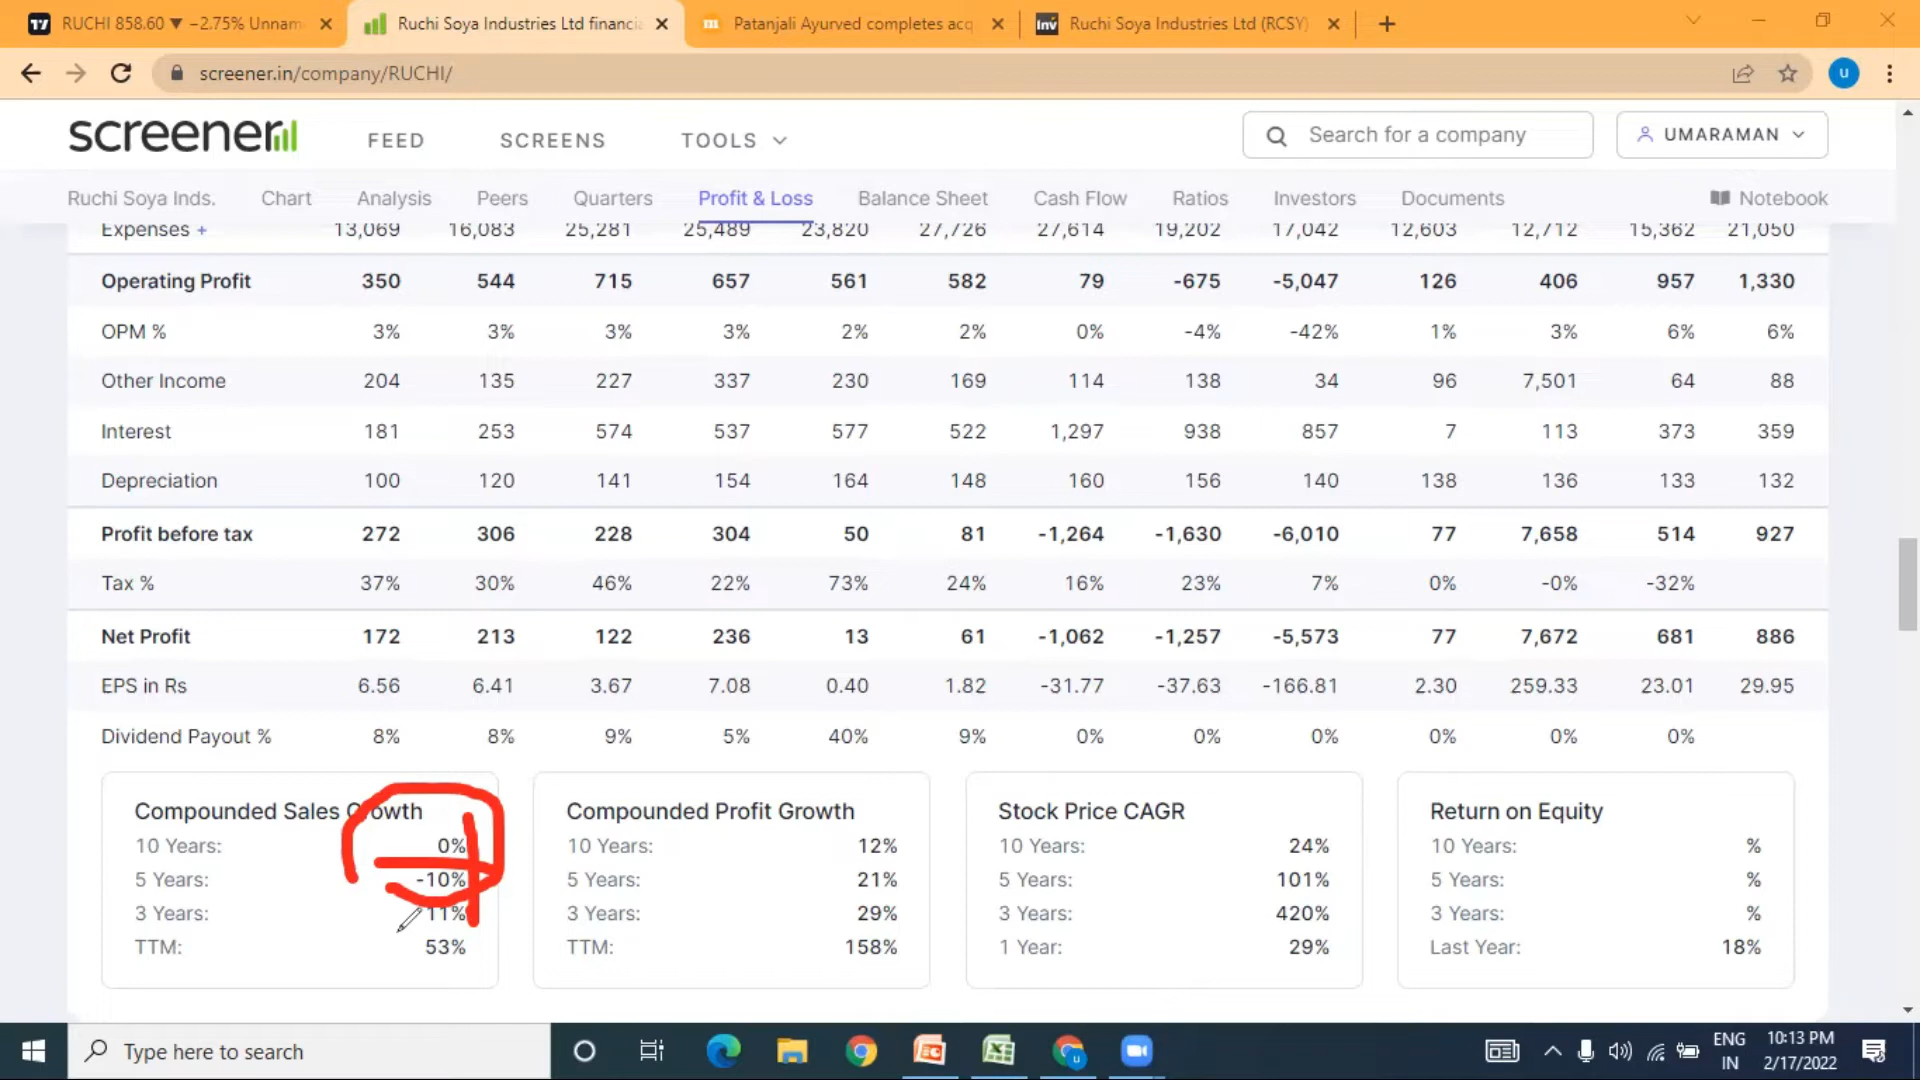 RUCHI 858.60 ▼ −2.75% Unnam
Ruchi Soya Industries Ltd financia
Patanjali Ayurved completes acq
Inv Ruchi Soya Industries Ltd (RCSY)
screener.in/company/RUCHI/
u
screener FEED SCREENS TOOLS Search for a company UMARAMAN
Ruchi Soya Inds. Chart Analysis Peers Quarters Profit & Loss Balance Sheet Cash Flow Ratios Investors Documents Notebook
Expenses + 13,069 16,083 25,281 25,489 23,820 27,726 27,614 19,202 17,042 12,603 12,712 15,362 21,050
Operating Profit 350 544 715 657 561 582 79 -675 -5,047 126 406 957 1,330
OPM % 3% 3% 3% 3% 2% 2% 0% -4% -42% 1% 3% 6% 6%
Other Income 204 135 227 337 230 169 114 138 34 96 7,501 64 88
Interest 181 253 574 537 577 522 1,297 938 857 7 113 373 359
Depreciation 100 120 141 154 164 148 160 156 140 138 136 133 132
Profit before tax 272 306 228 304 50 81 -1,264 -1,630 -6,010 77 7,658 514 927
Tax % 37% 30% 46% 22% 73% 24% 16% 23% 7% 0% -0% -32%
Net Profit 172 213 122 236 13 61 -1,062 -1,257 -5,573 77 7,672 681 886
EPS in Rs 6.56 6.41 3.67 7.08 0.40 1.82 -31.77 -37.63 -166.81 2.30 259.33 23.01 29.95
Dividend Payout % 8% 8% 9% 5% 40% 9% 0% 0% 0% 0% 0% 0%
Compounded Sales Growth
10 Years: 0%
5 Years: -10%
3 Years: 11%
TTM: 53%
Compounded Profit Growth
10 Years: 12%
5 Years: 21%
3 Years: 29%
TTM: 158%
Stock Price CAGR
10 Years: 24%
5 Years: 101%
3 Years: 420%
1 Year: 29%
Return on Equity
10 Years: %
5 Years: %
3 Years: %
Last Year: 18%
Type here to search
ENG
IN
10:13 PM
2/17/2022